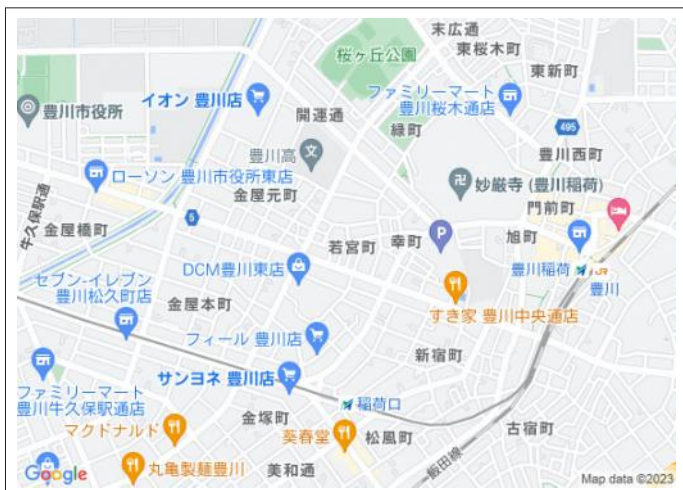 末広通
桜ヶ丘公園
東桜木町
東新町
イオン 豊川店
ファミリーマート
豊川桜木通店
豊川市役所
開運通
緑町
495
豊川高
豊川西町
ローソン 豊川市役所東店
妙厳寺 (豊川稲荷)
金屋元町
門前町
牛久保駅通
5
金屋橋町
若宮町
幸町
P
旭町
セブン-イレブン
豊川松久町店
DCM豊川東店
豊川稲荷
豊川
金屋本町
すき家 豊川中央通店
フィール 豊川店
新宿町
サンヨネ 豊川店
ファミリーマート
豊川牛久保駅通店
稲荷口
金塚町
マクドナルド
葵春堂
松風町
古宿町
丸亀製麺豊川
美和通
飯田線
Google
Map data ©2023